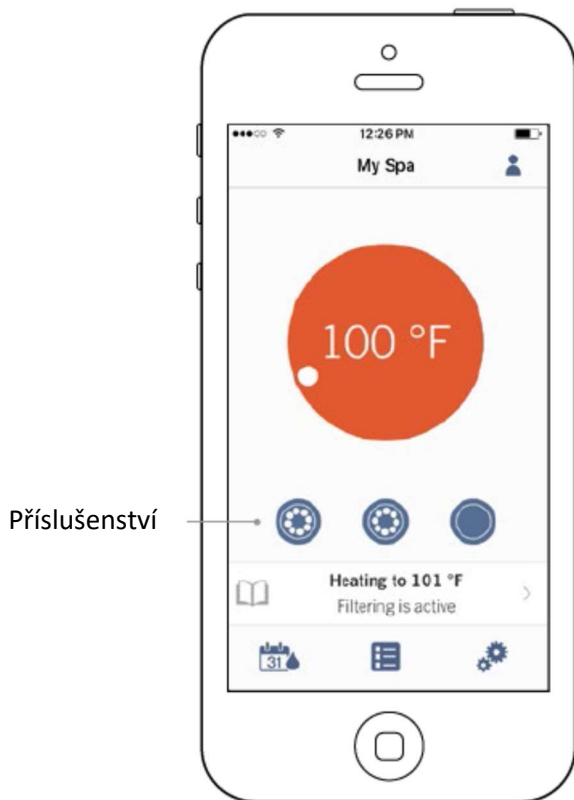 12:26 PM
My Spa
100 °F
Příslušenství
Heating to 101 °F
Filtering is active
31